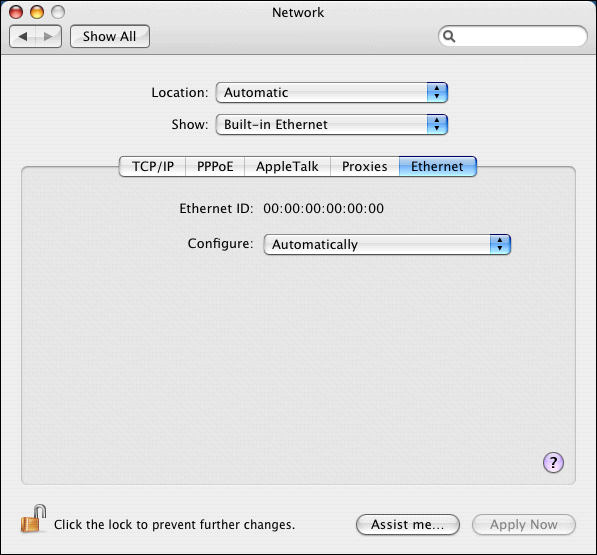 Network
Show All
Location: Automatic
Show: Built-in Ethernet
TCP/IP PPPoE AppleTalk Proxies Ethernet
Ethernet ID: 00:00:00:00:00:00
Configure: Automatically
?
Click the lock to prevent further changes. Assist me... Apply Now